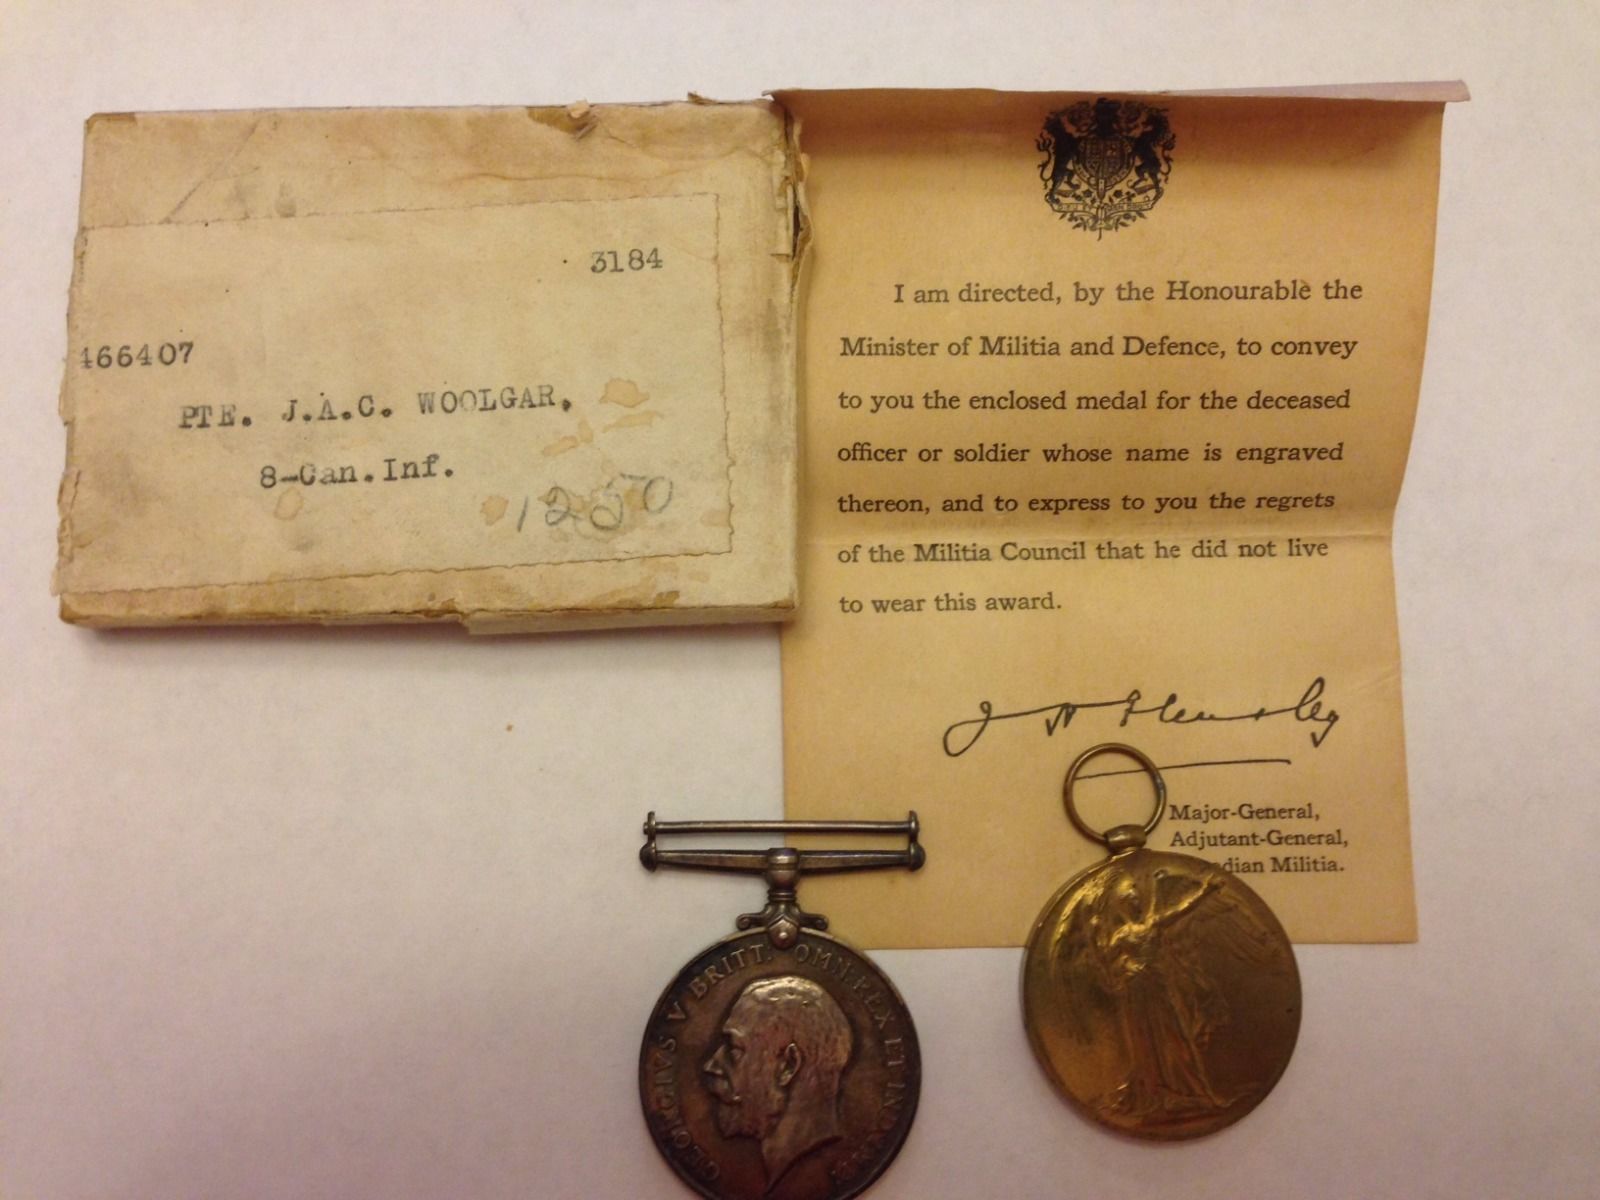 3184
466407
PTE. J.A.C. WOOLGAR.
8-Can.Inf.
1250
I am directed, by the Honourable the
Minister of Militia and Defence, to convey
to you the enclosed medal for the deceased
officer or soldier whose name is engraved
thereon, and to express to you the regrets
of the Militia Council that he did not live
to wear this award.
Major-General,
Adjutant-General,
dian Militia.
GEORGIVS V BRITT: OMN: REX ET IND: IMP: